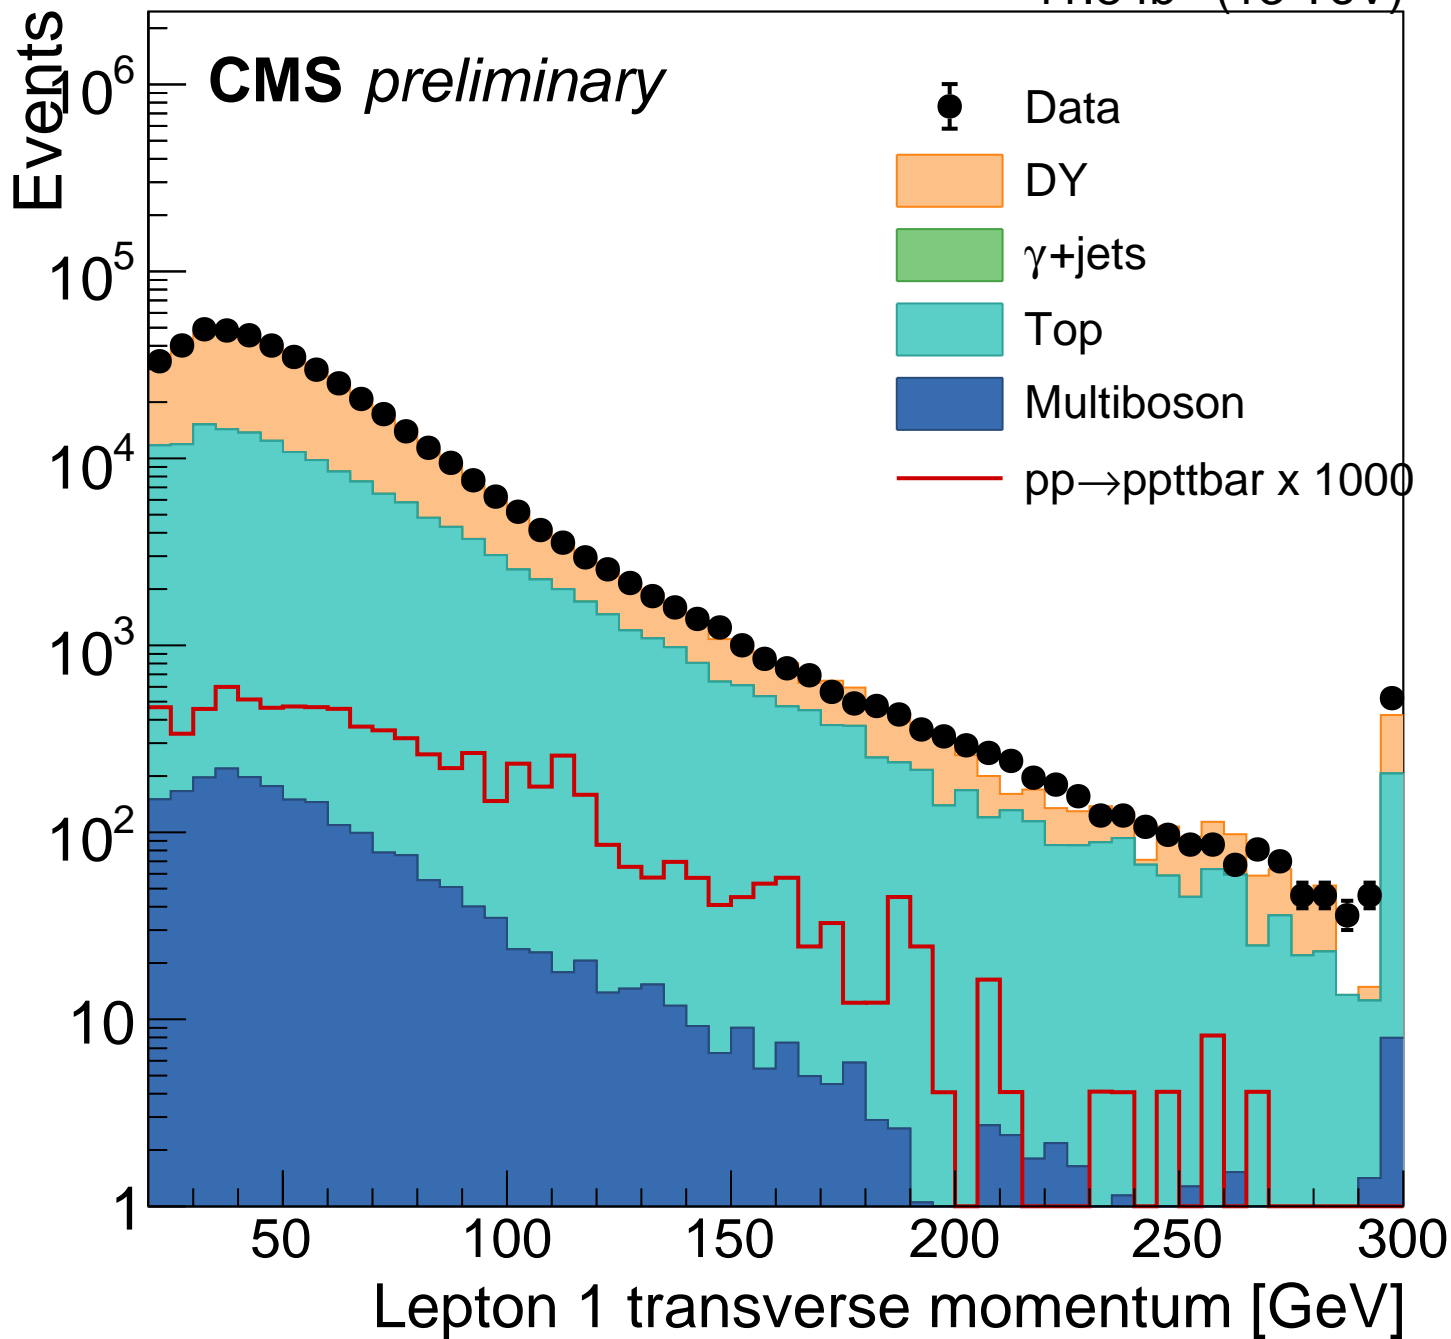 CMS preliminary
Events
Data
DY
γ+jets
Top
Multiboson
pp→ppttbar x 1000
10⁶
10⁵
10⁴
10³
10²
10
1
50 100 150 200 250 300
Lepton 1 transverse momentum [GeV]